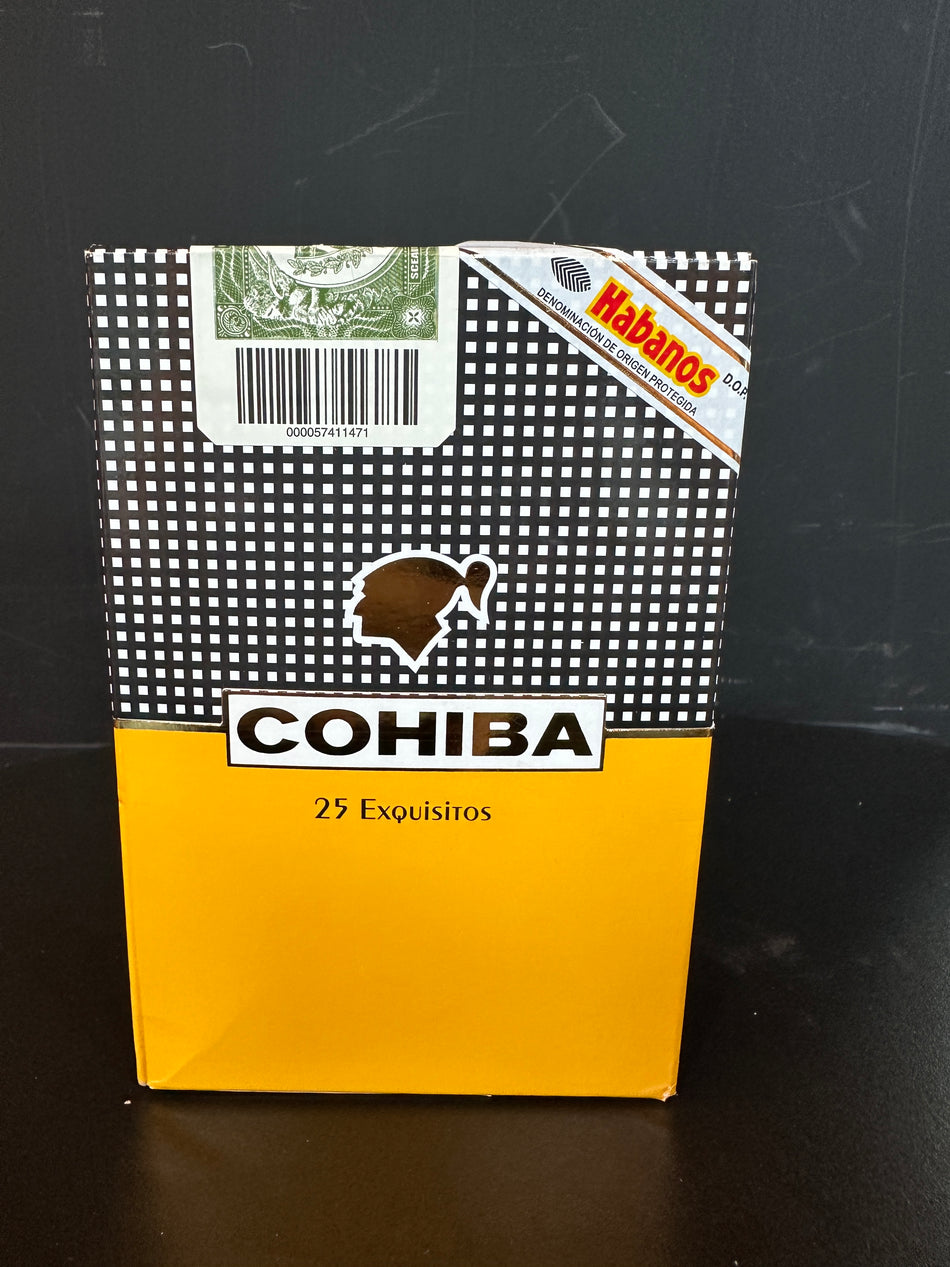 Habanos
DENOMINACIÓN DE ORIGEN PROTEGIDA
D.O.P.
000057411471
COHIBA
25 Exquisitos